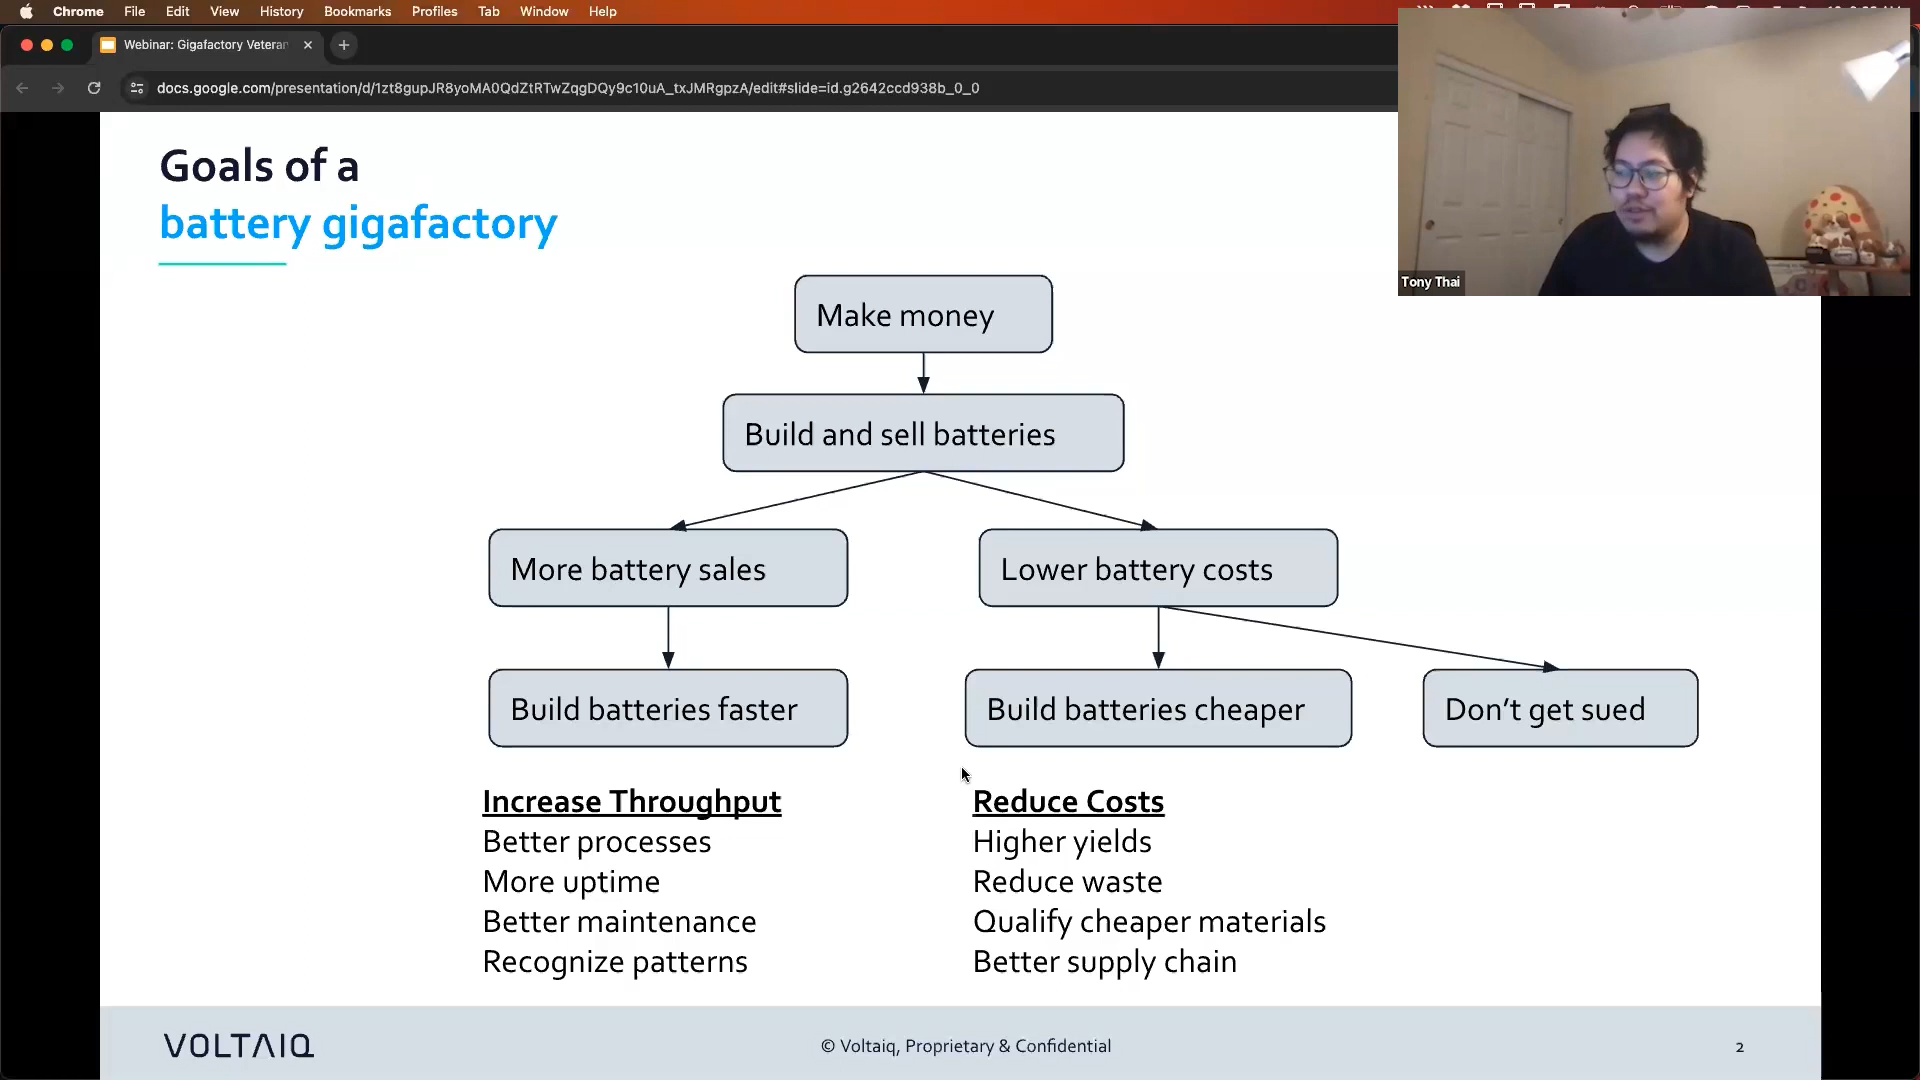 Chrome File Edit View History Bookmarks Profiles Tab Window Help
Webinar: Gigafactory Veteran
docs.google.com/presentation/d/1zt8gupJR8yoMA0QdZtRTwZqgDQy9c10uA_txJMRgpzA/edit#slide=id.g2642ccd938b_0_0
Tony Thai
Goals of a
battery gigafactory
Make money
Build and sell batteries
More battery sales
Lower battery costs
Build batteries faster
Build batteries cheaper
Don't get sued
Increase Throughput
Better processes
More uptime
Better maintenance
Recognize patterns
Reduce Costs
Higher yields
Reduce waste
Qualify cheaper materials
Better supply chain
VOLTAIQ
© Voltaiq, Proprietary & Confidential
2